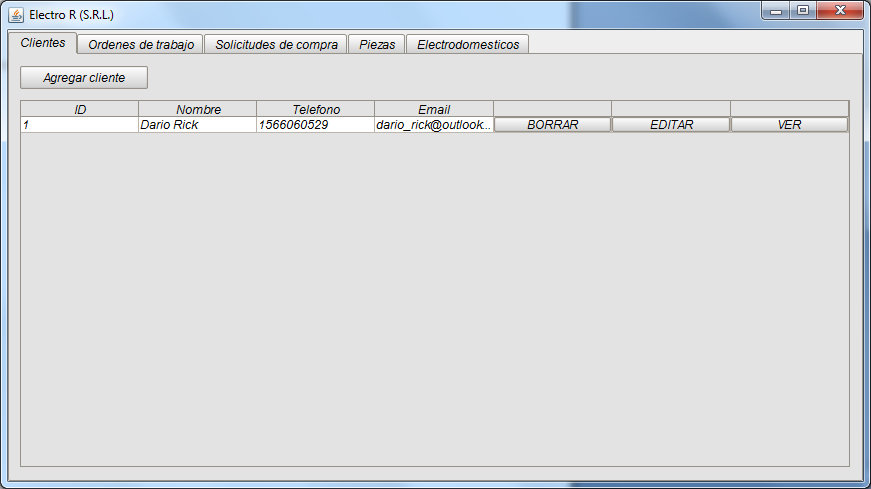 Electro R (S.R.L.)
Clientes Ordenes de trabajo Solicitudes de compra Piezas Electrodomesticos
Agregar cliente
ID Nombre Telefono Email
1 Dario Rick 1566060529 dario_rick@outlook... BORRAR EDITAR VER